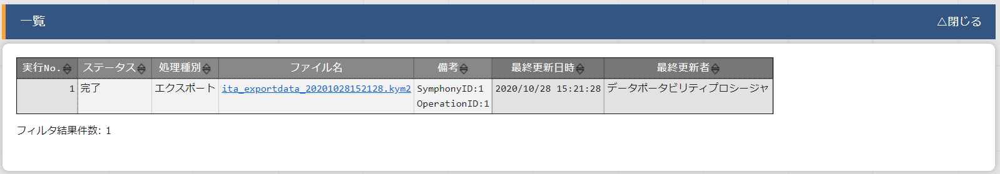 一覧
△閉じる
実行No. ステータス 処理種別 ファイル名 備考 最終更新日時 最終更新者
1 完了 エクスポート ita_exportdata_20201028152128.kym2 SymphonyID:1 2020/10/28 15:21:28 データポータビリティプロシージャ
OperationID:1
フィルタ結果件数: 1